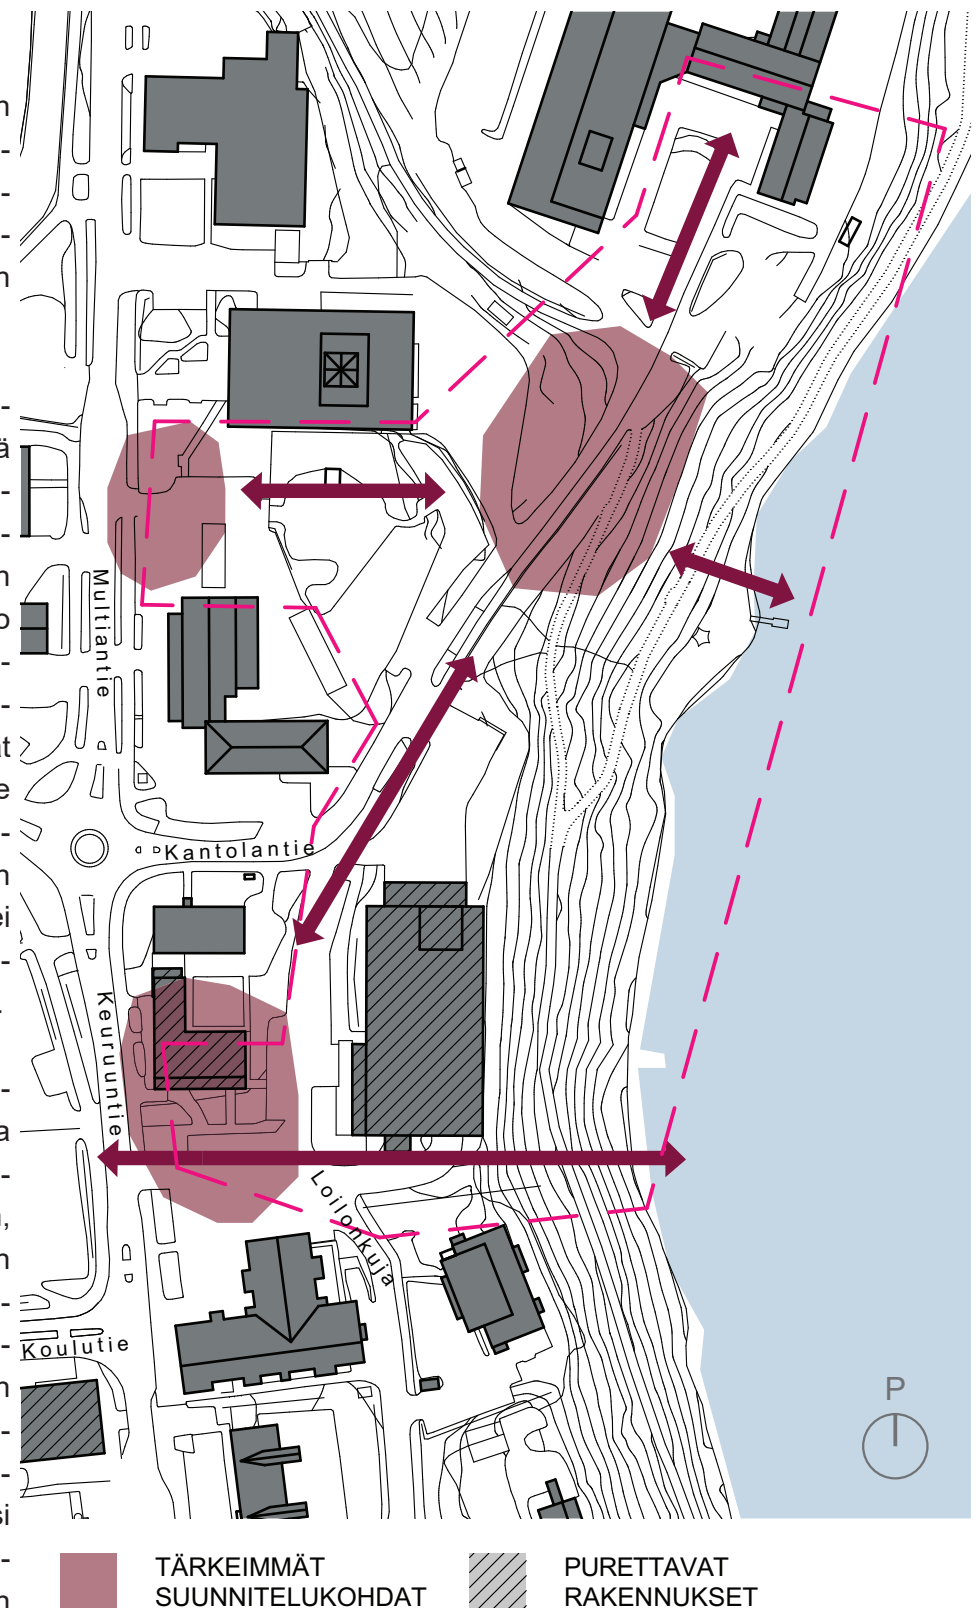 Multiantie
Kantolantie
Keuruuntie
Loilonkuja
Koulutie
P
TÄRKEIMMÄT
SUUNNITELUKOHDAT
PURETTAVAT
RAKENNUKSET